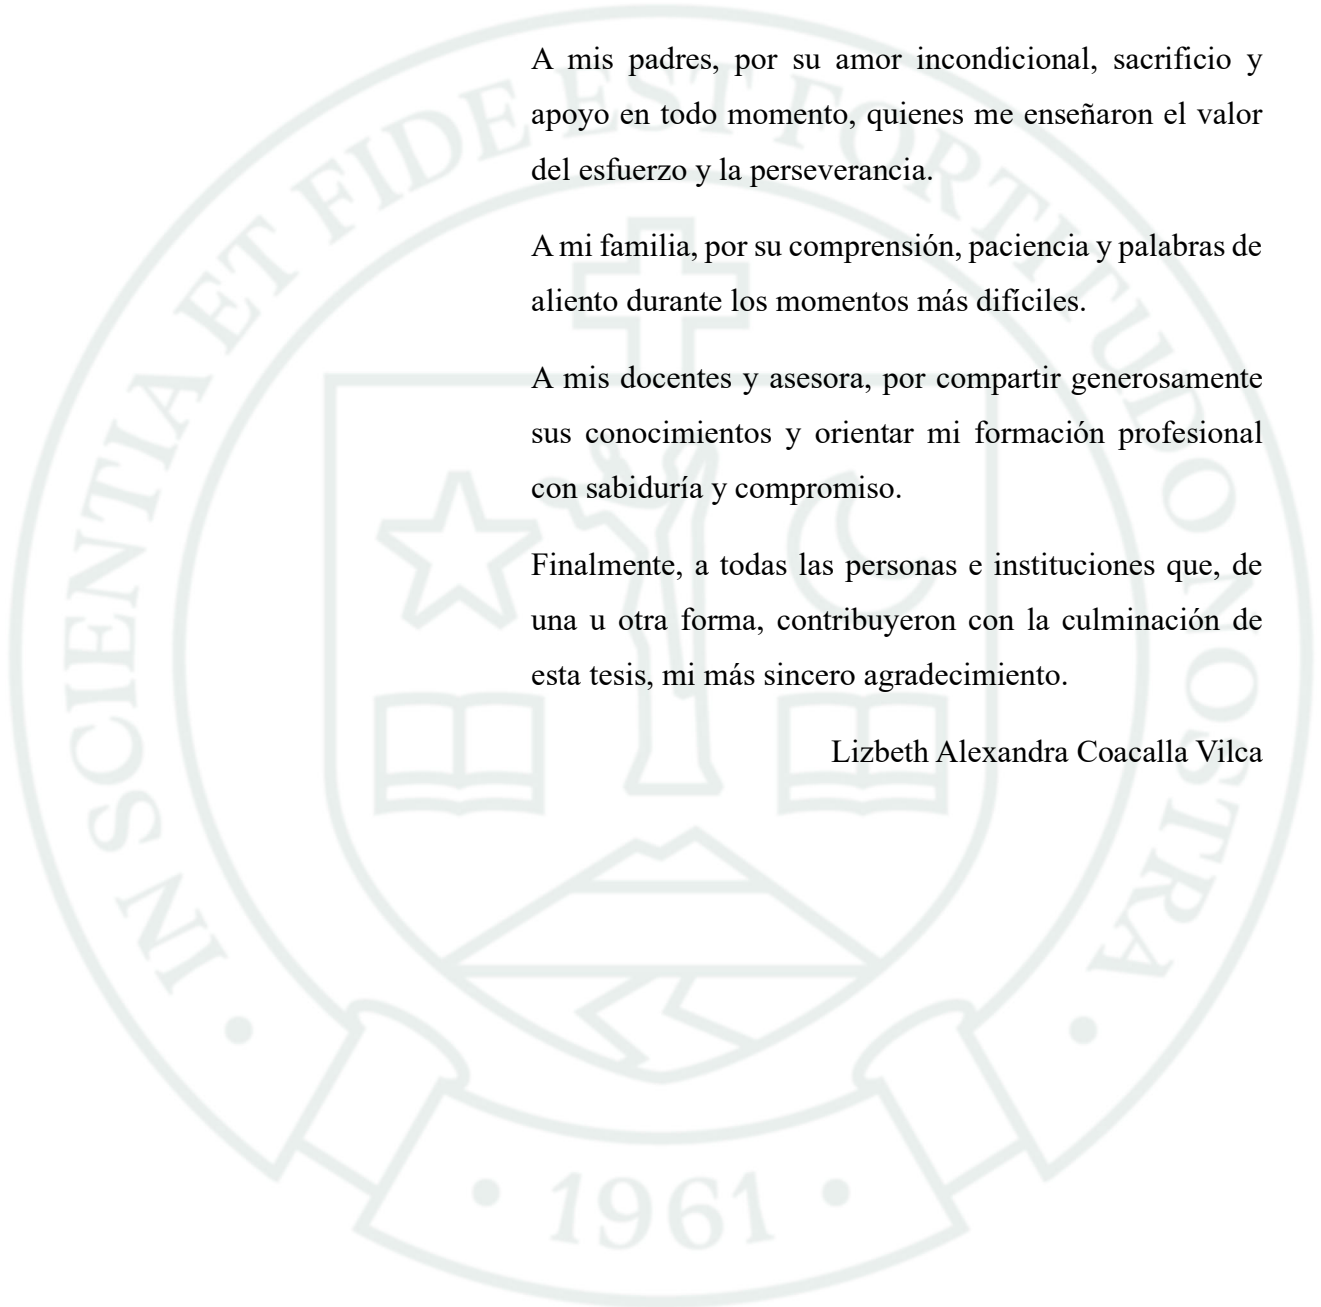 A mis padres, por su amor incondicional, sacrificio y
apoyo en todo momento, quienes me enseñaron el valor
del esfuerzo y la perseverancia.
A mi familia, por su comprensión, paciencia y palabras de
aliento durante los momentos más difíciles.
A mis docentes y asesora, por compartir generosamente
sus conocimientos y orientar mi formación profesional
con sabiduría y compromiso.
Finalmente, a todas las personas e instituciones que, de
una u otra forma, contribuyeron con la culminación de
esta tesis, mi más sincero agradecimiento.
Lizbeth Alexandra Coacalla Vilca
• IN SCIENTIA ET FIDE EST FORTITUDO NOSTRA •
• 1961 •